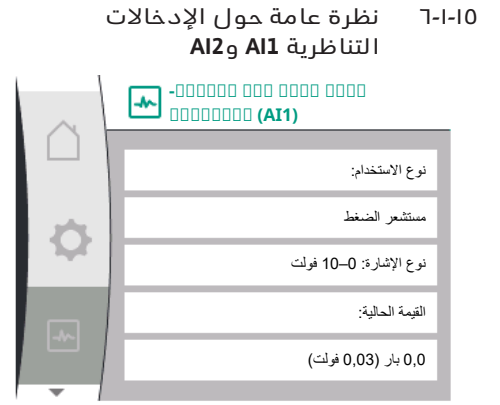 ٦-١-١٥ نظرة عامة حول الإدخالات
التناظرية AI1 وAI2
(AI1)
نوع الاستخدام:
مستشعر الضغط
نوع الإشارة: 0–10 فولت
القيمة الحالية:
0,0 بار (0,03 فولت)